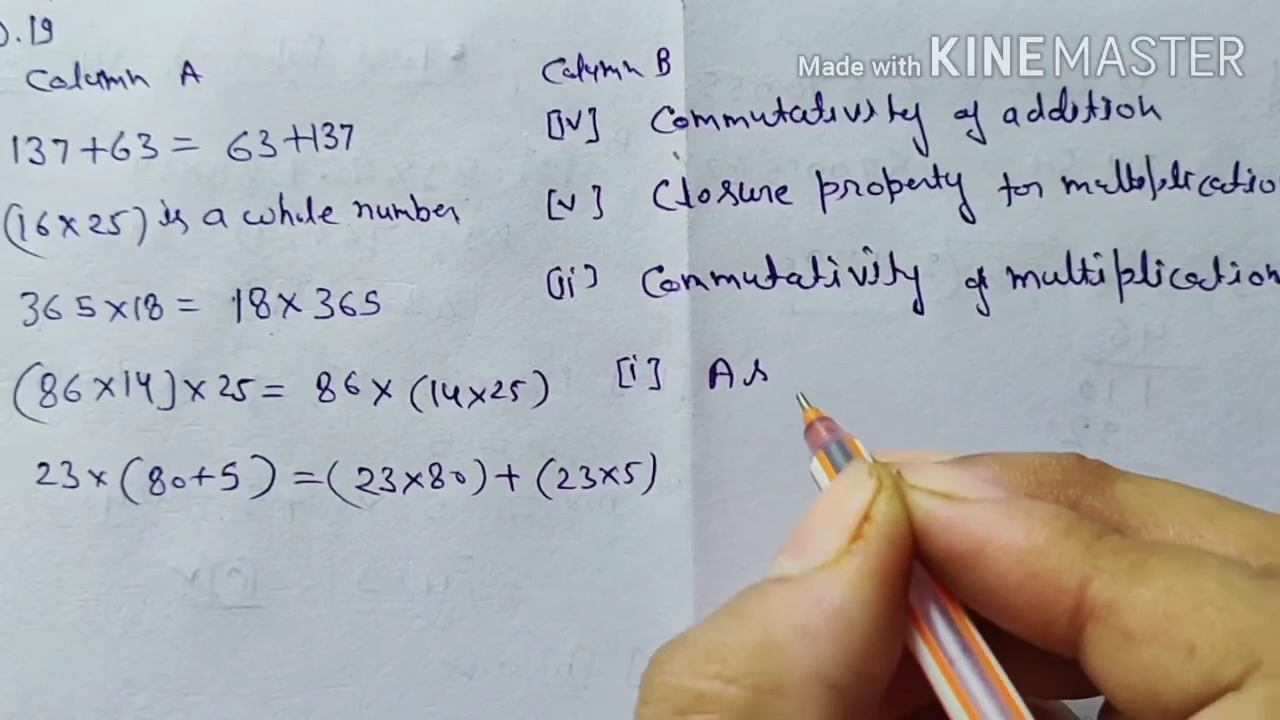 Q.19
Made with KINEMASTER
Column A Column B
137+63 = 63+137 [iv] Commutativity of addition
(16×25) is a whole number [v] Closure property for multiplicatio
365×18 = 18×365 (ii) Commutativity of multiplication
(86×14)×25 = 86×(14×25) [i] As
23×(80+5) = (23×80)+(23×5)